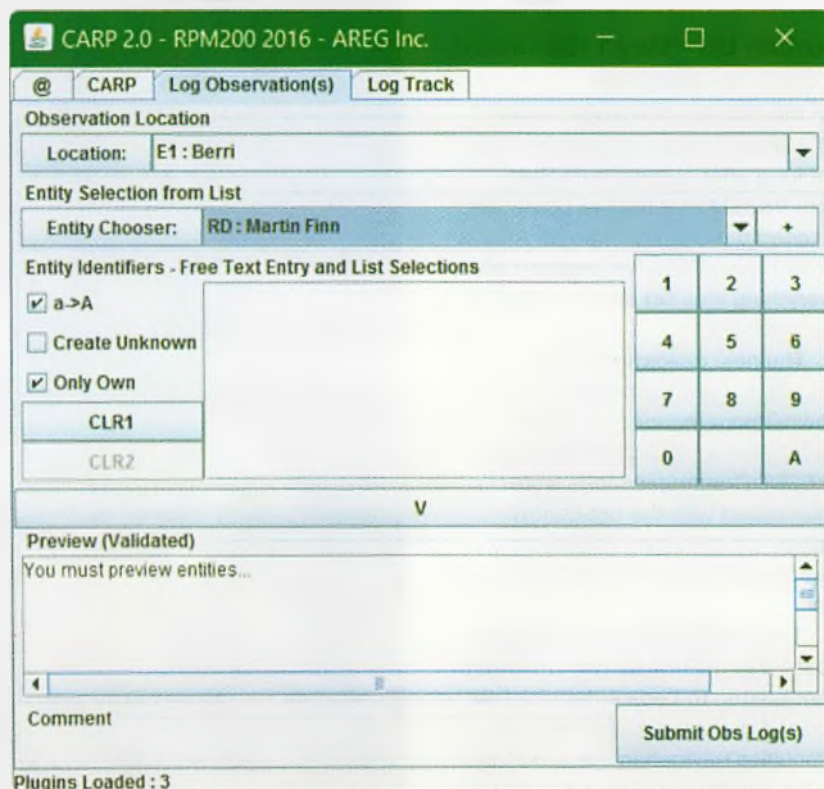 CARP 2.0 - RPM200 2016 - AREG Inc.
@ CARP Log Observation(s) Log Track
Observation Location
Location: E1 : Berri
Entity Selection from List
Entity Chooser: RD : Martin Finn +
Entity Identifiers - Free Text Entry and List Selections
a->A
Create Unknown
Only Own
CLR1
CLR2
1 2 3
4 5 6
7 8 9
0 A
V
Preview (Validated)
You must preview entities...
Comment
Submit Obs Log(s)
Plugins Loaded : 3